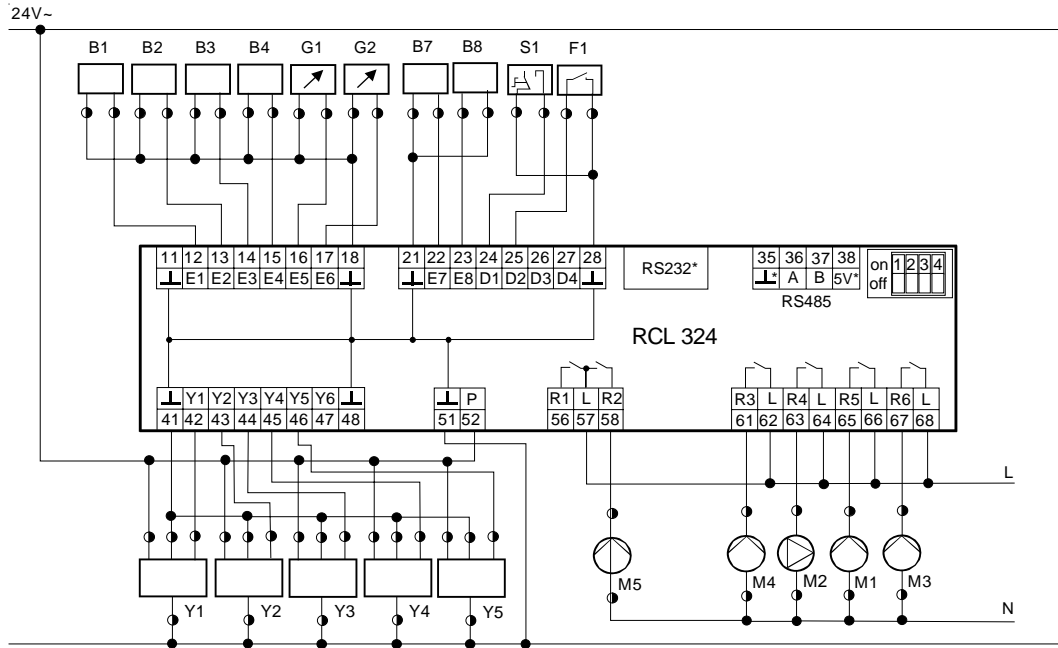 24V~
B1 B2 B3 B4 G1 G2 B7 B8 S1 F1
11 12 13 14 15 16 17 18 21 22 23 24 25 26 27 28 RS232* 35 36 37 38 on 1 2 3 4
E1 E2 E3 E4 E5 E6 E7 E8 D1 D2 D3 D4 * A B 5V* off
RS485
RCL 324
Y1 Y2 Y3 Y4 Y5 Y6 P R1 L R2 R3 L R4 L R5 L R6 L
41 42 43 44 45 46 47 48 51 52 56 57 58 61 62 63 64 65 66 67 68
L
M5 M4 M2 M1 M3
Y1 Y2 Y3 Y4 Y5 N